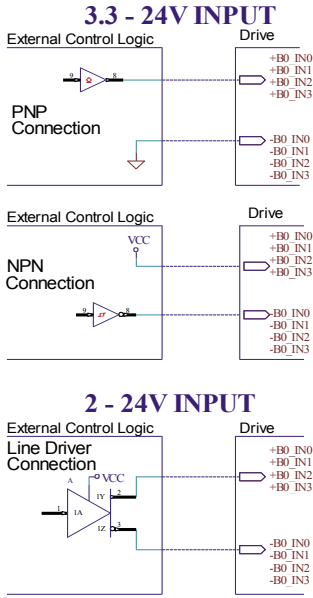 3.3 - 24V INPUT
External Control Logic
Drive
9
8
+B0_IN0
+B0_IN1
+B0_IN2
+B0_IN3
PNP
Connection
-B0_IN0
-B0_IN1
-B0_IN2
-B0_IN3
External Control Logic
Drive
VCC
+B0_IN0
+B0_IN1
+B0_IN2
+B0_IN3
NPN
Connection
9
8
-B0_IN0
-B0_IN1
-B0_IN2
-B0_IN3
2 - 24V INPUT
External Control Logic
Drive
Line Driver
Connection
A
VCC
+B0_IN0
+B0_IN1
+B0_IN2
+B0_IN3
1
1A
1Y
2
1Z
3
-B0_IN0
-B0_IN1
-B0_IN2
-B0_IN3